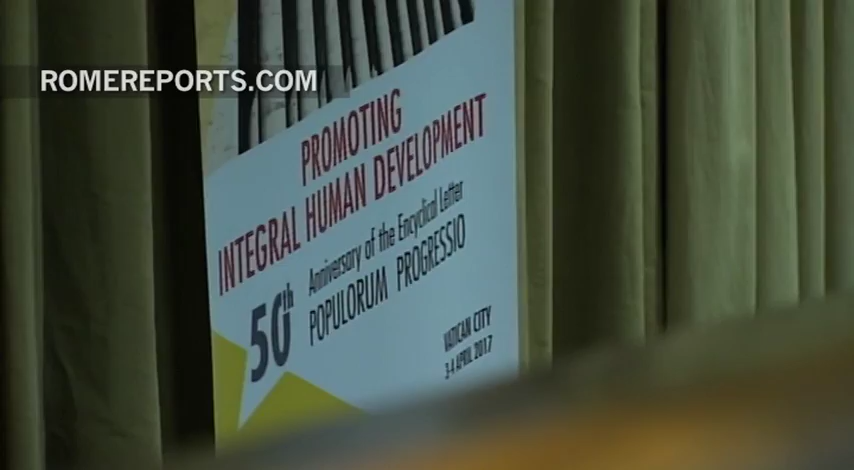 ROMEREPORTS.COM
PROMOTING
INTEGRAL HUMAN DEVELOPMENT
50th
Anniversary of the Encyclical Letter
POPULORUM PROGRESSIO
VATICAN CITY
3-4 APRIL 2017